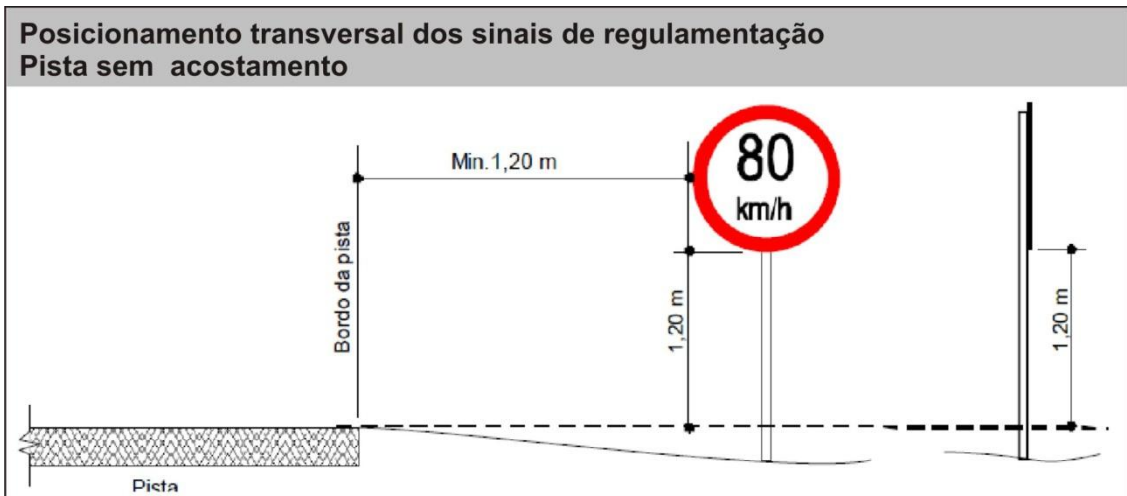 Posicionamento transversal dos sinais de regulamentação
Pista sem acostamento
Min.1,20 m
80
km/h
Bordo da pista
1,20 m
1,20 m
Pista